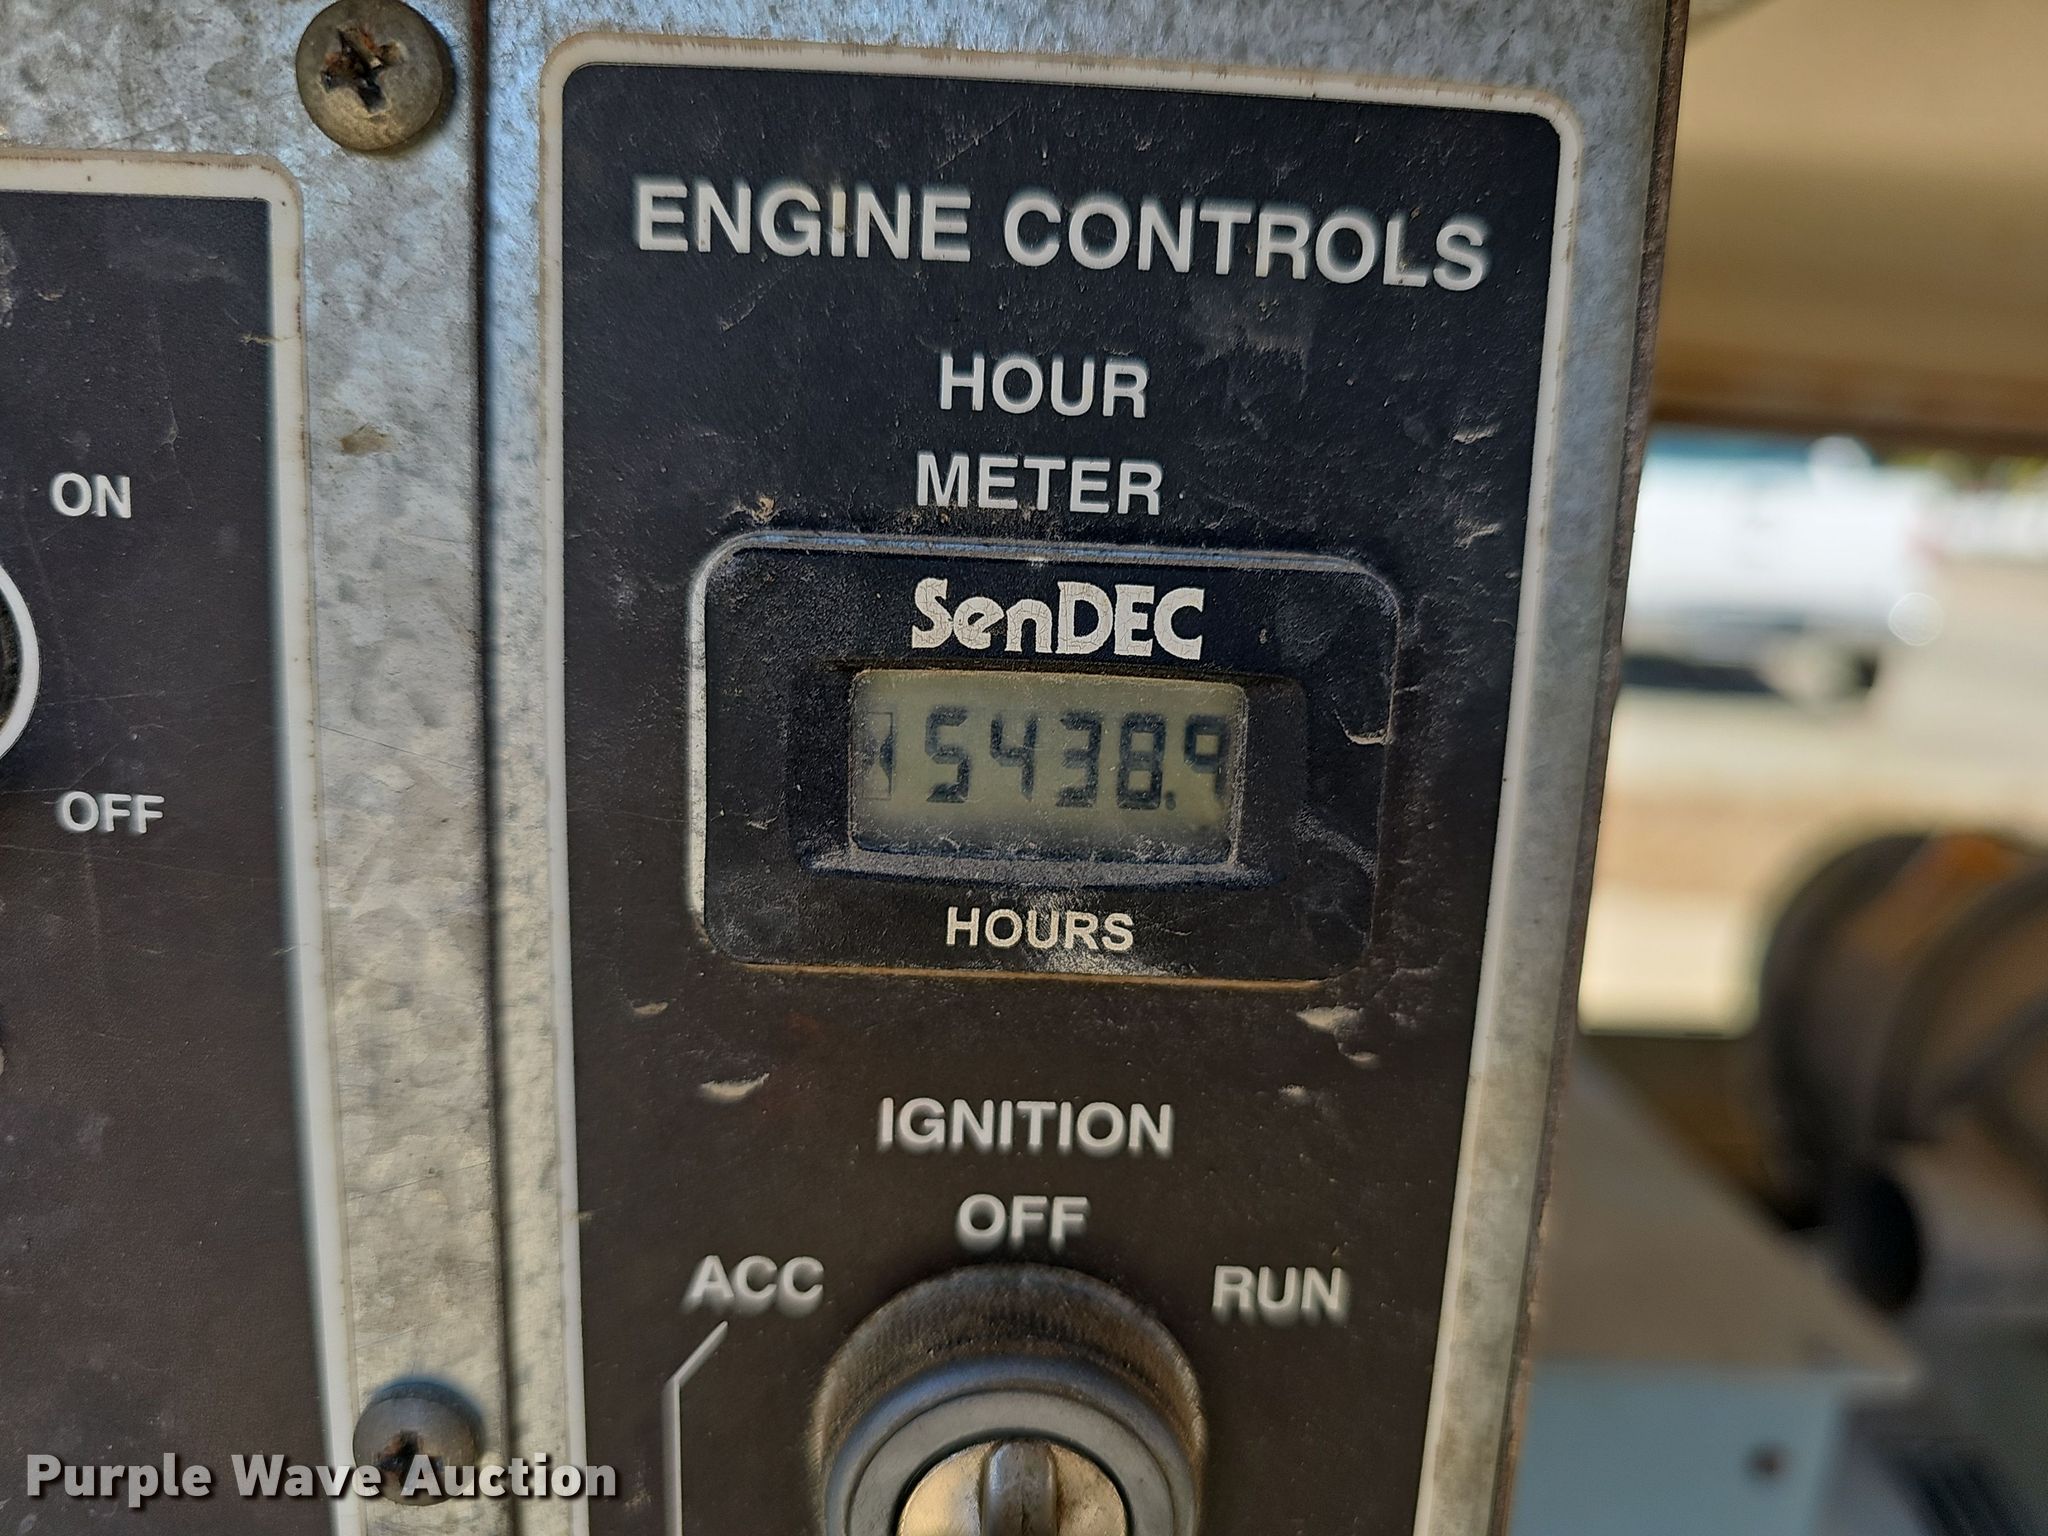 ENGINE CONTROLS
HOUR
METER
ON
SenDEC
5438.9
OFF
HOURS
IGNITION
OFF
ACC
RUN
Purple Wave Auction